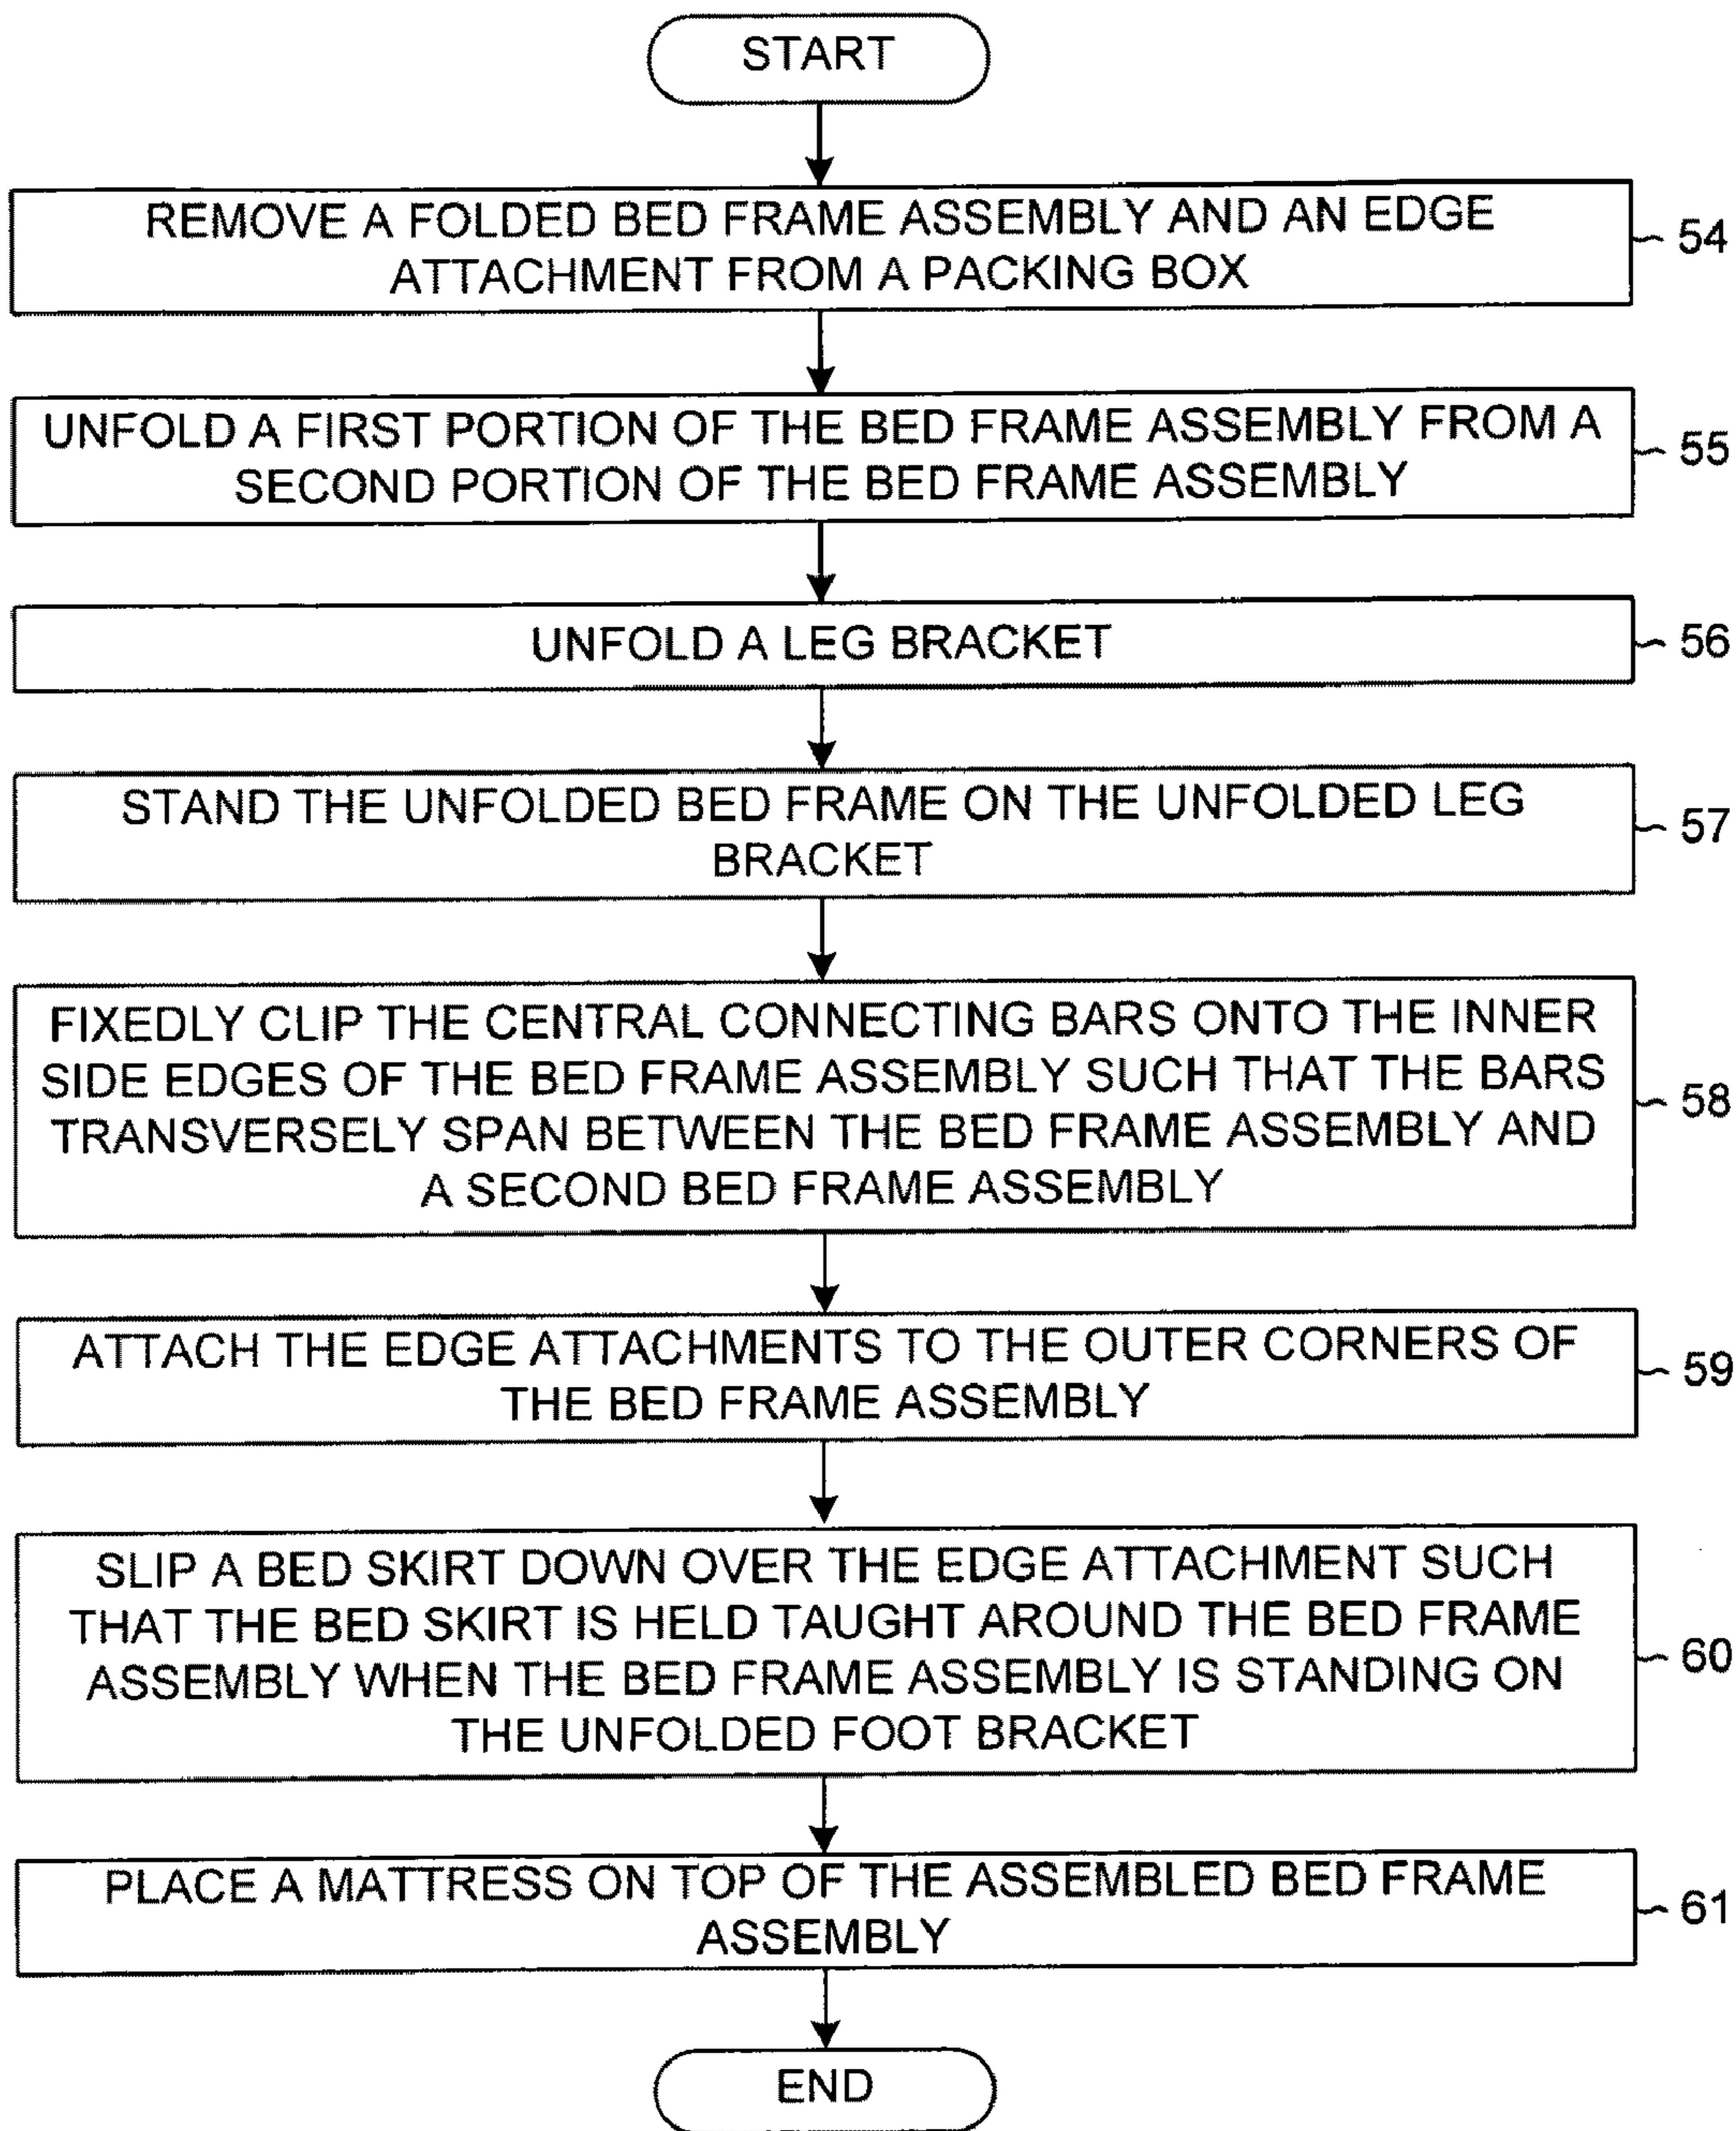 START
REMOVE A FOLDED BED FRAME ASSEMBLY AND AN EDGE
ATTACHMENT FROM A PACKING BOX
54
UNFOLD A FIRST PORTION OF THE BED FRAME ASSEMBLY FROM A
SECOND PORTION OF THE BED FRAME ASSEMBLY
55
UNFOLD A LEG BRACKET
56
STAND THE UNFOLDED BED FRAME ON THE UNFOLDED LEG
BRACKET
57
FIXEDLY CLIP THE CENTRAL CONNECTING BARS ONTO THE INNER
SIDE EDGES OF THE BED FRAME ASSEMBLY SUCH THAT THE BARS
TRANSVERSELY SPAN BETWEEN THE BED FRAME ASSEMBLY AND
A SECOND BED FRAME ASSEMBLY
58
ATTACH THE EDGE ATTACHMENTS TO THE OUTER CORNERS OF
THE BED FRAME ASSEMBLY
59
SLIP A BED SKIRT DOWN OVER THE EDGE ATTACHMENT SUCH
THAT THE BED SKIRT IS HELD TAUGHT AROUND THE BED FRAME
ASSEMBLY WHEN THE BED FRAME ASSEMBLY IS STANDING ON
THE UNFOLDED FOOT BRACKET
60
PLACE A MATTRESS ON TOP OF THE ASSEMBLED BED FRAME
ASSEMBLY
61
END